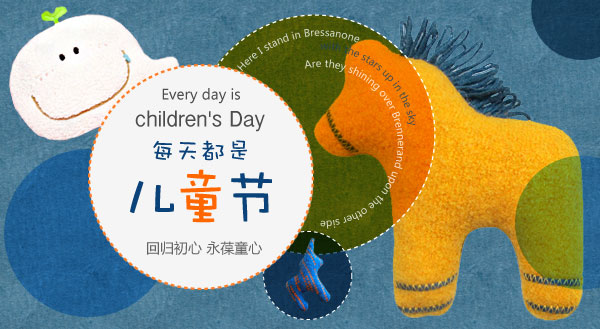 Every day is
children's Day
每天都是
儿童节
回归初心 永葆童心
Here I stand in Bressanone
with the stars up in the sky
Are they shining over Brennerand upon the other side